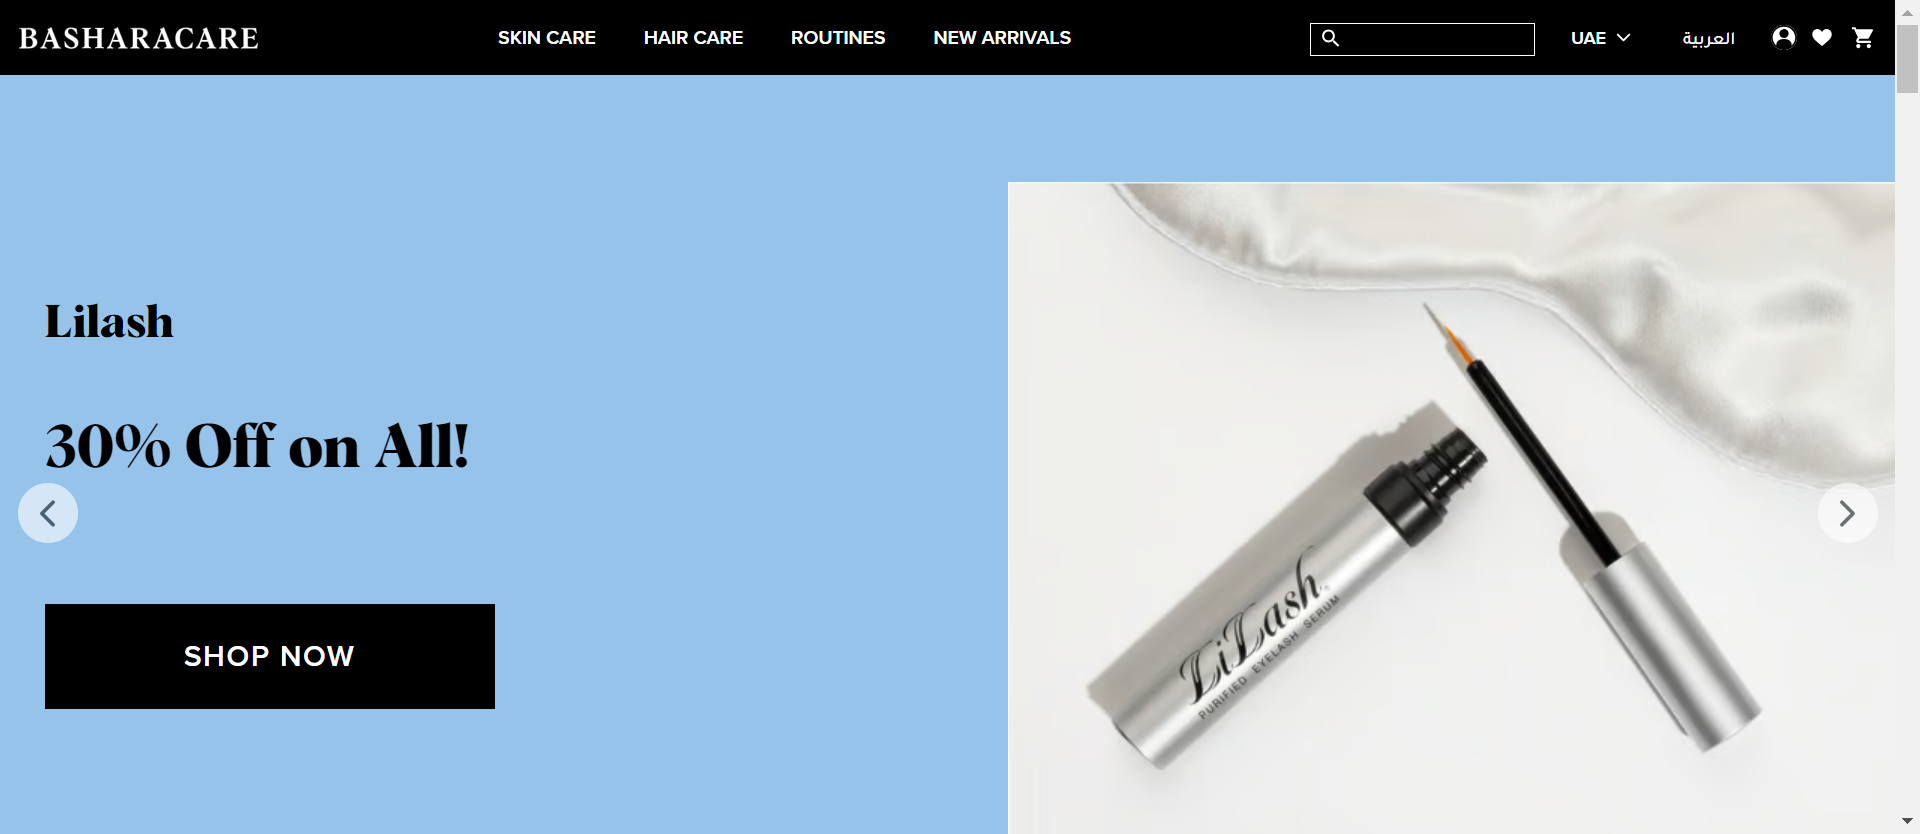 BASHARACARE
SKIN CARE
HAIR CARE
ROUTINES
NEW ARRIVALS
UAE
العربية
Lilash
30% Off on All!
SHOP NOW
LiLash
PURIFIED EYELASH SERUM